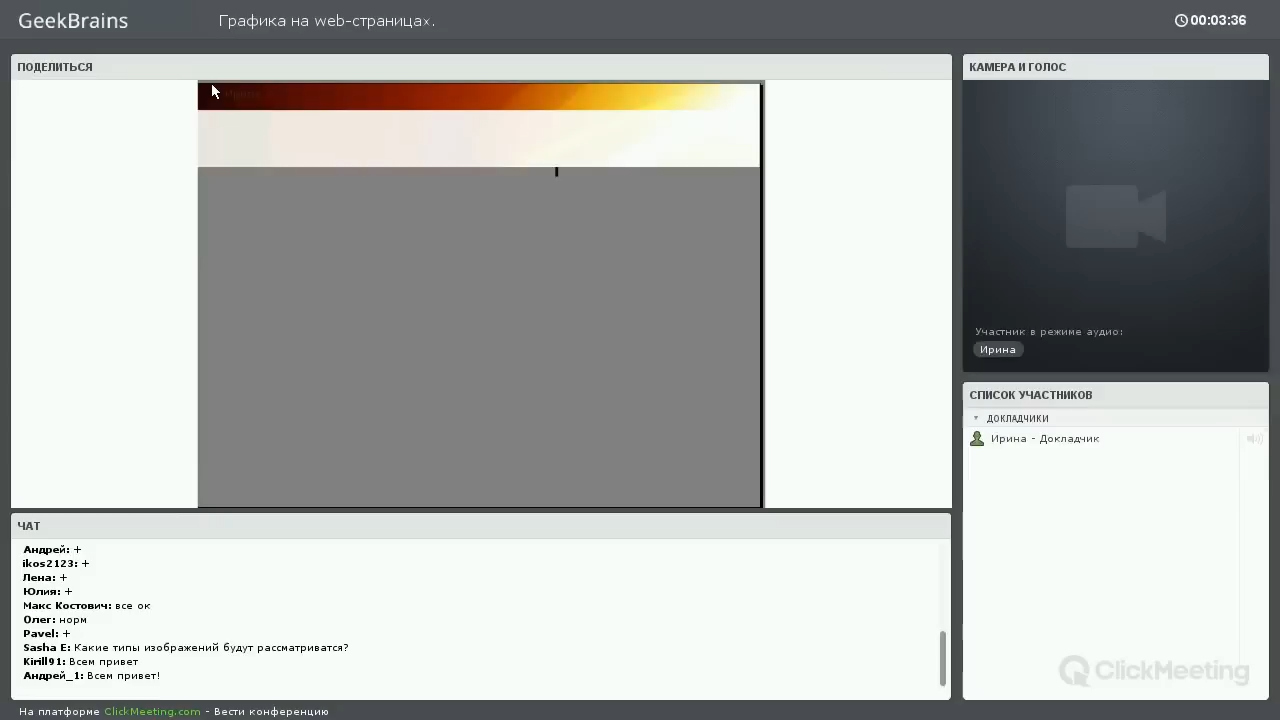 GeekBrains
Графика на web-страницах.
00:03:36
ПОДЕЛИТЬСЯ
КАМЕРА И ГОЛОС
Участник в режиме аудио:
Ирина
СПИСОК УЧАСТНИКОВ
ДОКЛАДЧИКИ
Ирина - Докладчик
ЧАТ
Андрей: +
ikos2123: +
Лена: +
Юлия: +
Макс Костович: все ок
Олег: норм
Pavel: +
Sasha E: Какие типы изображений будут рассматриватся?
Kirill91: Всем привет
Андрей_1: Всем привет!
ClickMeeting
На платформе ClickMeeting.com - Вести конференцию